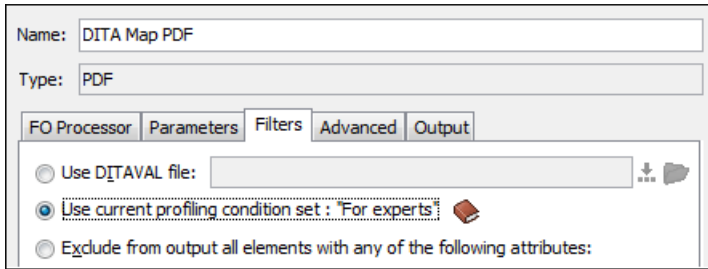 Name: DITA Map PDF
Type: PDF
FO Processor Parameters Filters Advanced Output
Use DITAVAL file:
Use current profiling condition set : "For experts"
Exclude from output all elements with any of the following attributes: